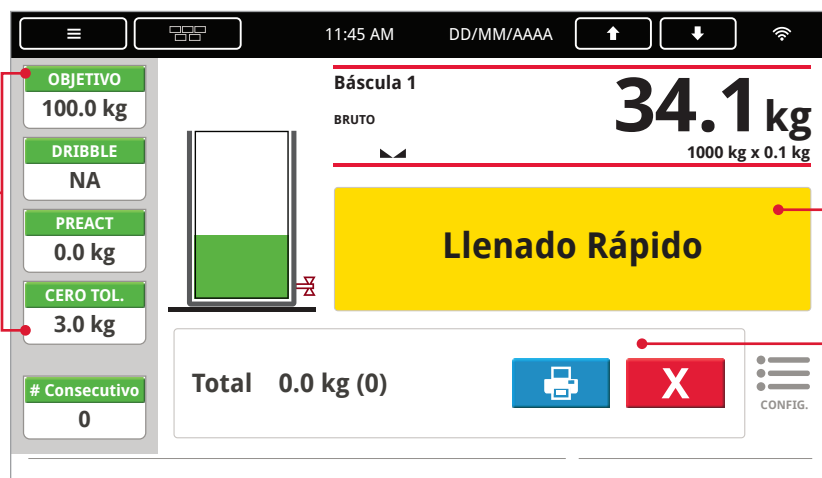 11:45 AM DD/MM/AAAA
OBJETIVO
100.0 kg
DRIBBLE
NA
PREACT
0.0 kg
CERO TOL.
3.0 kg
# Consecutivo
0
Báscula 1
BRUTO
34.1 kg
1000 kg x 0.1 kg
Llenado Rápido
Total 0.0 kg (0)
X
CONFIG.